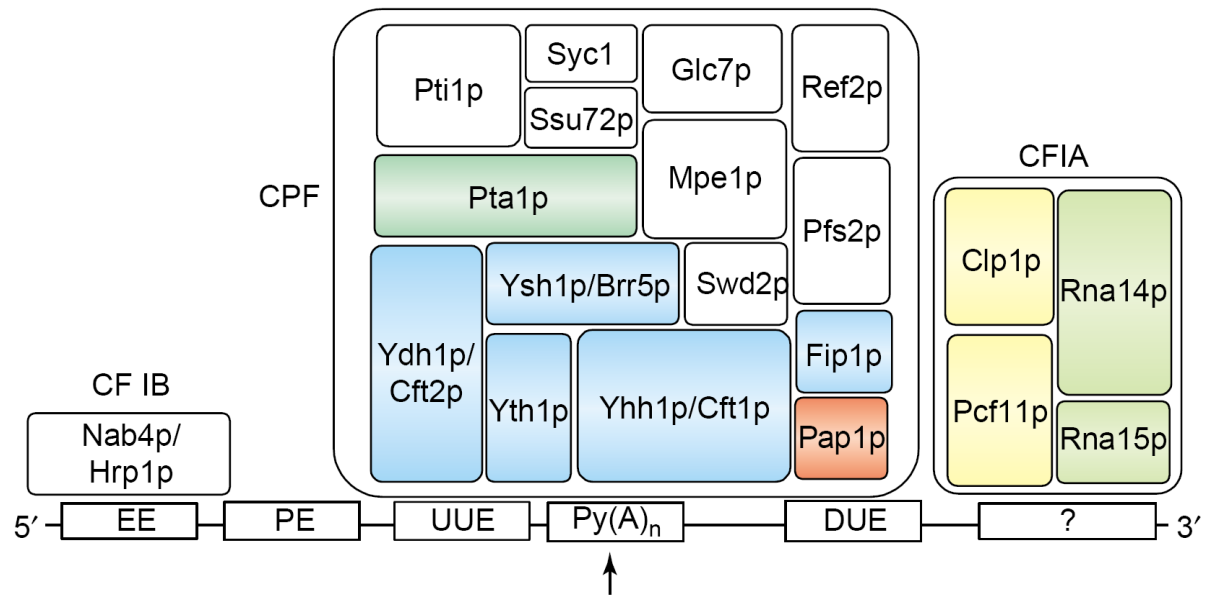 Syc1
Glc7p
Pti1p
Ref2p
Ssu72p
CFIA
CPF
Pta1p
Mpe1p
Pfs2p
Clp1p
Rna14p
Ysh1p/Brr5p
Swd2p
Ydh1p/
Cft2p
Fip1p
CF IB
Yth1p
Yhh1p/Cft1p
Pcf11p
Pap1p
Rna15p
Nab4p/
Hrp1p
5′ EE PE UUE Py(A)n DUE ? 3′